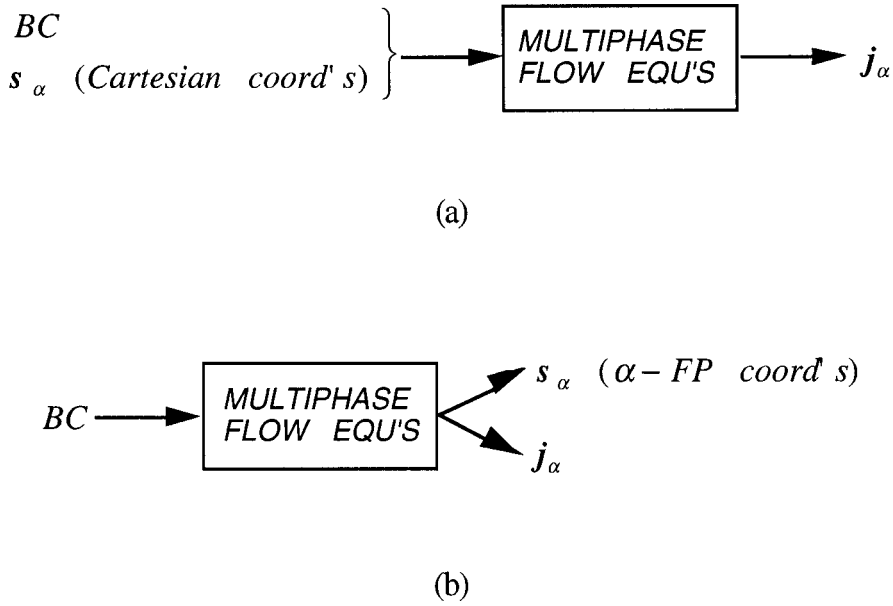 BC
s α (Cartesian coord's)
MULTIPHASE
FLOW EQU'S
j α
(a)
BC
MULTIPHASE
FLOW EQU'S
s α (α – FP coord's)
j α
(b)